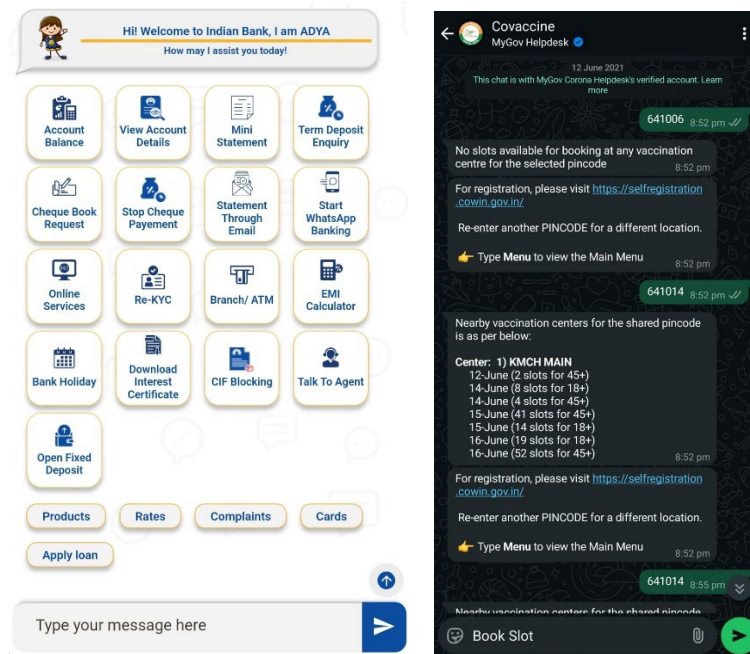 Hi! Welcome to Indian Bank, I am ADYA
How may I assist you today!
Account
Balance
View Account
Details
Mini
Statement
Term Deposit
Enquiry
Cheque Book
Request
Stop Cheque
Payement
Statement
Through
Email
Start
WhatsApp
Banking
Online
Services
Re-KYC
Branch/ ATM
EMI
Calculator
Bank Holiday
Download
Interest
Certificate
CIF Blocking
Talk To Agent
Open Fixed
Deposit
Products
Rates
Complaints
Cards
Apply loan
Type your message here
Covaccine
MyGov Helpdesk
12 June 2021
This chat is with MyGov Corona Helpdesk's verified account. Learn
more
641006 8:52 pm
No slots available for booking at any vaccination
centre for the selected pincode
8:52 pm
For registration, please visit https://selfregistration
.cowin.gov.in/
Re-enter another PINCODE for a different location.
👉 Type Menu to view the Main Menu
8:52 pm
641014 8:52 pm
Nearby vaccination centers for the shared pincode
is as per below:
Center: 1) KMCH MAIN
12-June (2 slots for 45+)
14-June (8 slots for 18+)
14-June (4 slots for 45+)
15-June (41 slots for 45+)
15-June (14 slots for 18+)
16-June (19 slots for 18+)
16-June (52 slots for 45+)
8:52 pm
For registration, please visit https://selfregistration
.cowin.gov.in/
Re-enter another PINCODE for a different location.
👉 Type Menu to view the Main Menu
8:52 pm
641014 8:55 pm
Nearby vaccination centers for the shared pincode
Book Slot